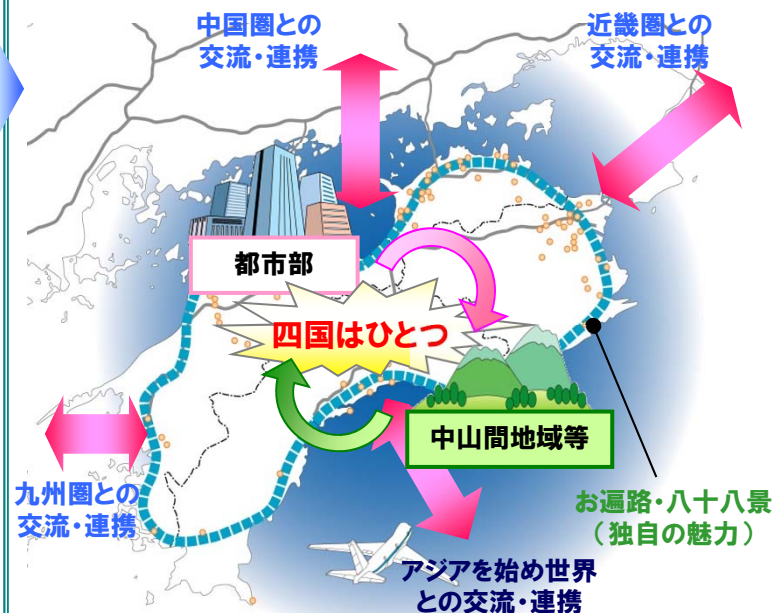 中国圏との
交流・連携
近畿圏との
交流・連携
都市部
四国はひとつ
中山間地域等
九州圏との
交流・連携
お遍路・八十八景
（独自の魅力）
アジアを始め世界
との交流・連携